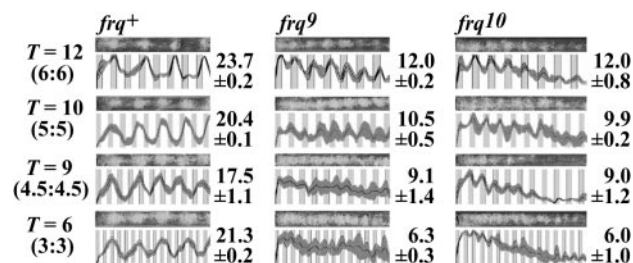 frq+ frq9 frq10
T = 12 (6:6) 23.7 ±0.2 12.0 ±0.2 12.0 ±0.8
T = 10 (5:5) 20.4 ±0.1 10.5 ±0.5 9.9 ±0.2
T = 9 (4.5:4.5) 17.5 ±1.1 9.1 ±1.4 9.0 ±1.2
T = 6 (3:3) 21.3 ±0.2 6.3 ±0.3 6.0 ±1.0